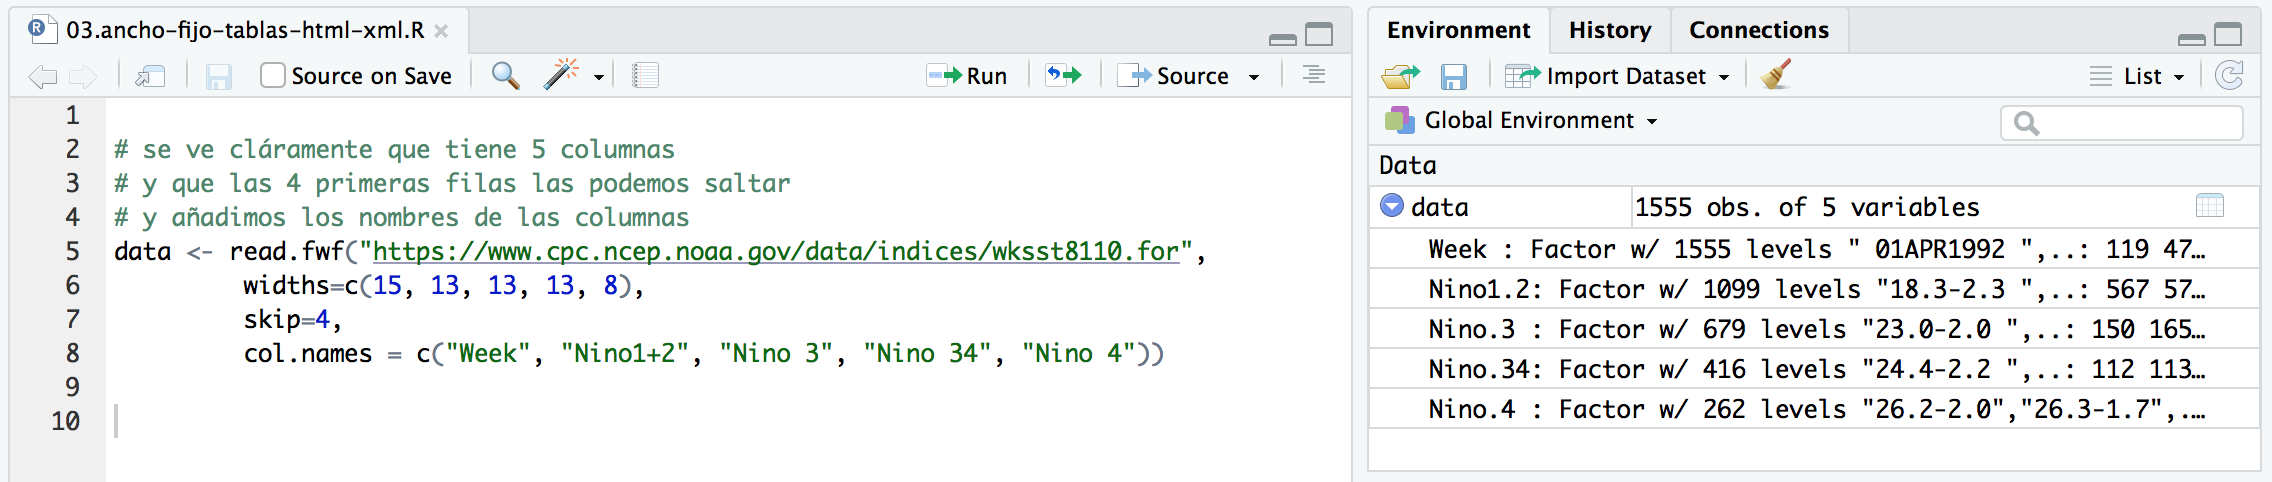 03.ancho-fijo-tablas-html-xml.R
Source on Save
Run
Source
1
2 # se ve cláramente que tiene 5 columnas
3 # y que las 4 primeras filas las podemos saltar
4 # y añadimos los nombres de las columnas
5 data <- read.fwf("https://www.cpc.ncep.noaa.gov/data/indices/wksst8110.for",
6 widths=c(15, 13, 13, 13, 8),
7 skip=4,
8 col.names = c("Week", "Nino1+2", "Nino 3", "Nino 34", "Nino 4"))
9
10
Environment History Connections
Import Dataset List
Global Environment
Data
data 1555 obs. of 5 variables
Week : Factor w/ 1555 levels " 01APR1992 ",..: 119 47…
Nino1.2: Factor w/ 1099 levels "18.3-2.3 ",..: 567 57…
Nino.3 : Factor w/ 679 levels "23.0-2.0 ",..: 150 165…
Nino.34: Factor w/ 416 levels "24.4-2.2 ",..: 112 113…
Nino.4 : Factor w/ 262 levels "26.2-2.0","26.3-1.7",.…